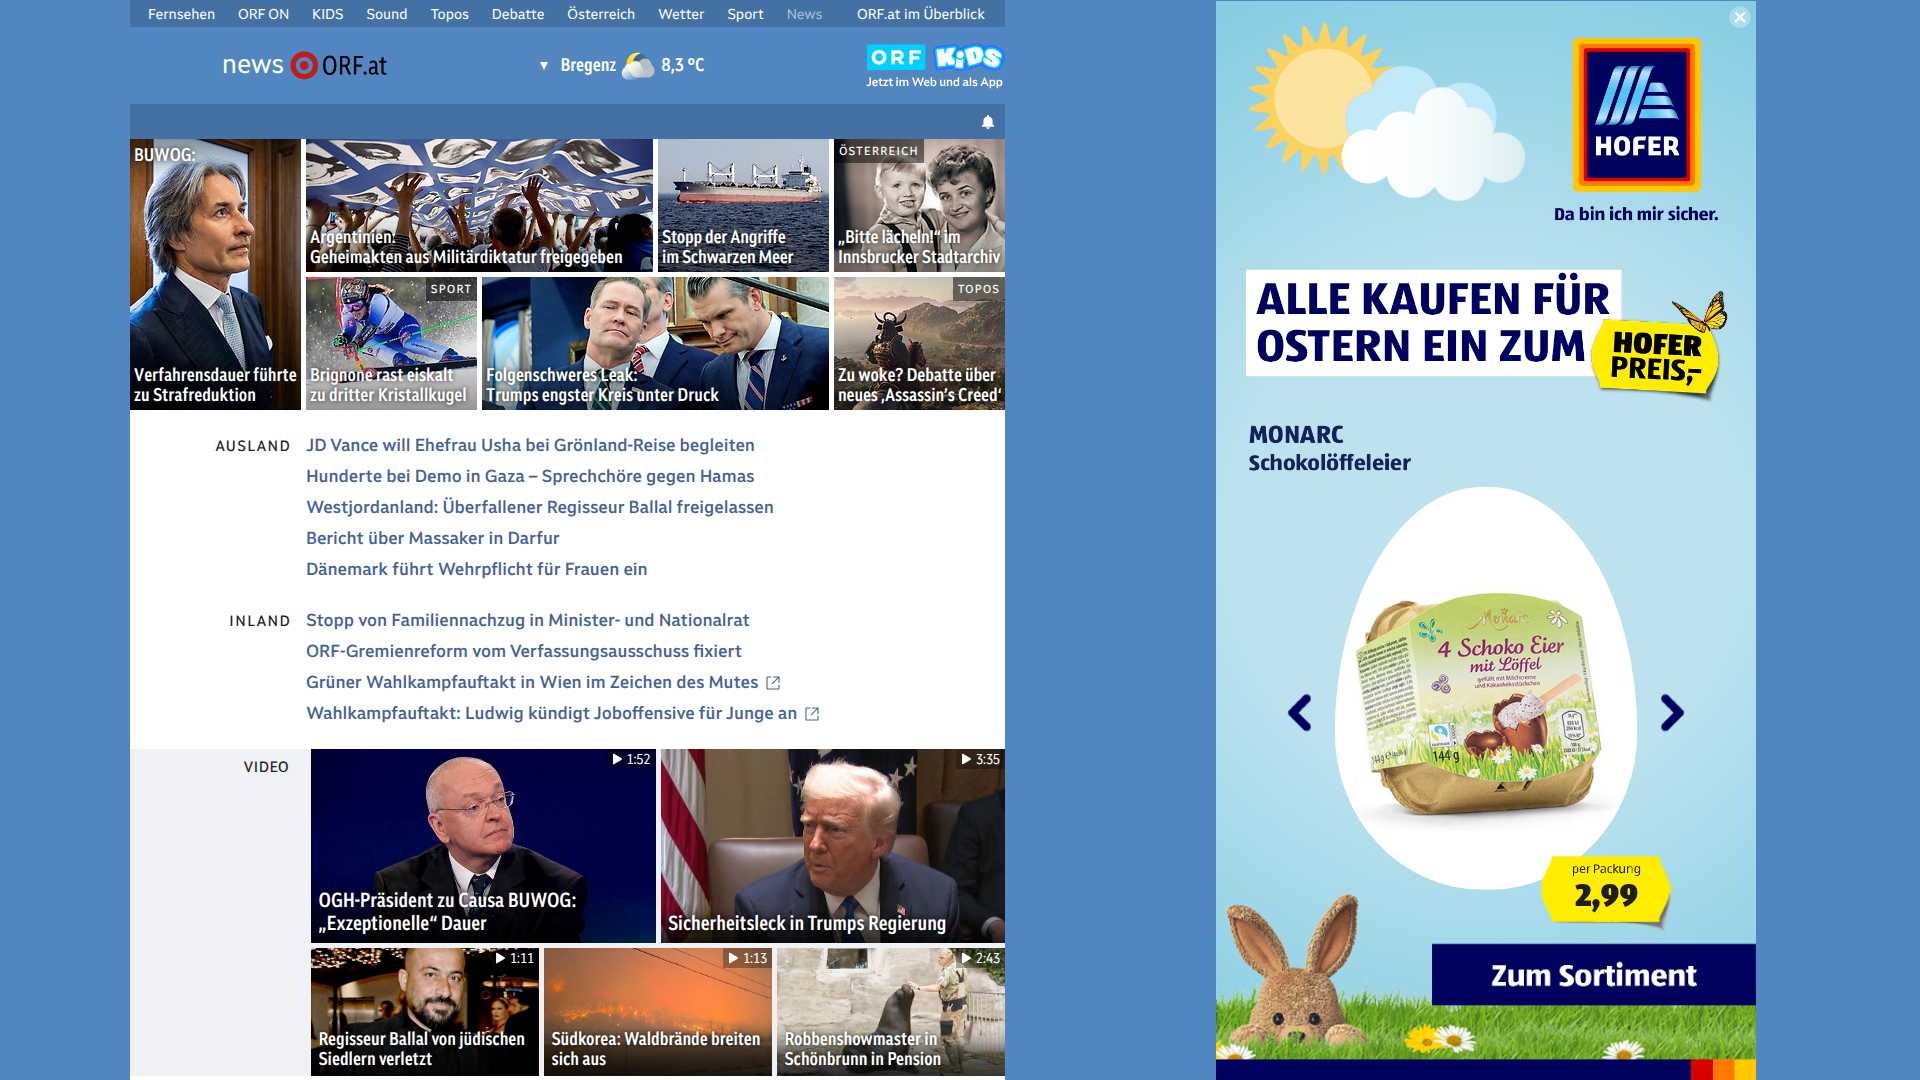 Fernsehen ORF ON KIDS Sound Topos Debatte Österreich Wetter Sport News ORF.at im Überblick
news ORF.at
▼ Bregenz 8,3 °C
ORF KiDS
Jetzt im Web und als App
BUWOG:
Verfahrensdauer führte
zu Strafreduktion
Argentinien:
Geheimakten aus Militärdiktatur freigegeben
Stopp der Angriffe
im Schwarzen Meer
ÖSTERREICH
„Bitte lächeln!“ im
Innsbrucker Stadtarchiv
SPORT
Brignone rast eiskalt
zu dritter Kristallkugel
Folgenschweres Leak:
Trumps engster Kreis unter Druck
TOPOS
Zu woke? Debatte über
neues ‚Assassin’s Creed‘
AUSLAND
JD Vance will Ehefrau Usha bei Grönland-Reise begleiten
Hunderte bei Demo in Gaza – Sprechchöre gegen Hamas
Westjordanland: Überfallener Regisseur Ballal freigelassen
Bericht über Massaker in Darfur
Dänemark führt Wehrpflicht für Frauen ein
INLAND
Stopp von Familiennachzug in Minister- und Nationalrat
ORF-Gremienreform vom Verfassungsausschuss fixiert
Grüner Wahlkampfauftakt in Wien im Zeichen des Mutes
Wahlkampfauftakt: Ludwig kündigt Joboffensive für Junge an
VIDEO
1:52
OGH-Präsident zu Causa BUWOG:
„Exzeptionelle“ Dauer
3:35
Sicherheitsleck in Trumps Regierung
1:11
Regisseur Ballal von jüdischen
Siedlern verletzt
1:13
Südkorea: Waldbrände breiten
sich aus
2:43
Robbenshowmaster in
Schönbrunn in Pension
HOFER
Da bin ich mir sicher.
ALLE KAUFEN FÜR
OSTERN EIN ZUM
HOFER
PREIS,–
MONARC
Schokolöffeleier
Monarc
4 Schoko Eier
mit Löffel
gefüllt mit Milchcreme
und Kakaokeksstückchen
144 g
per Packung
2,99
Zum Sortiment